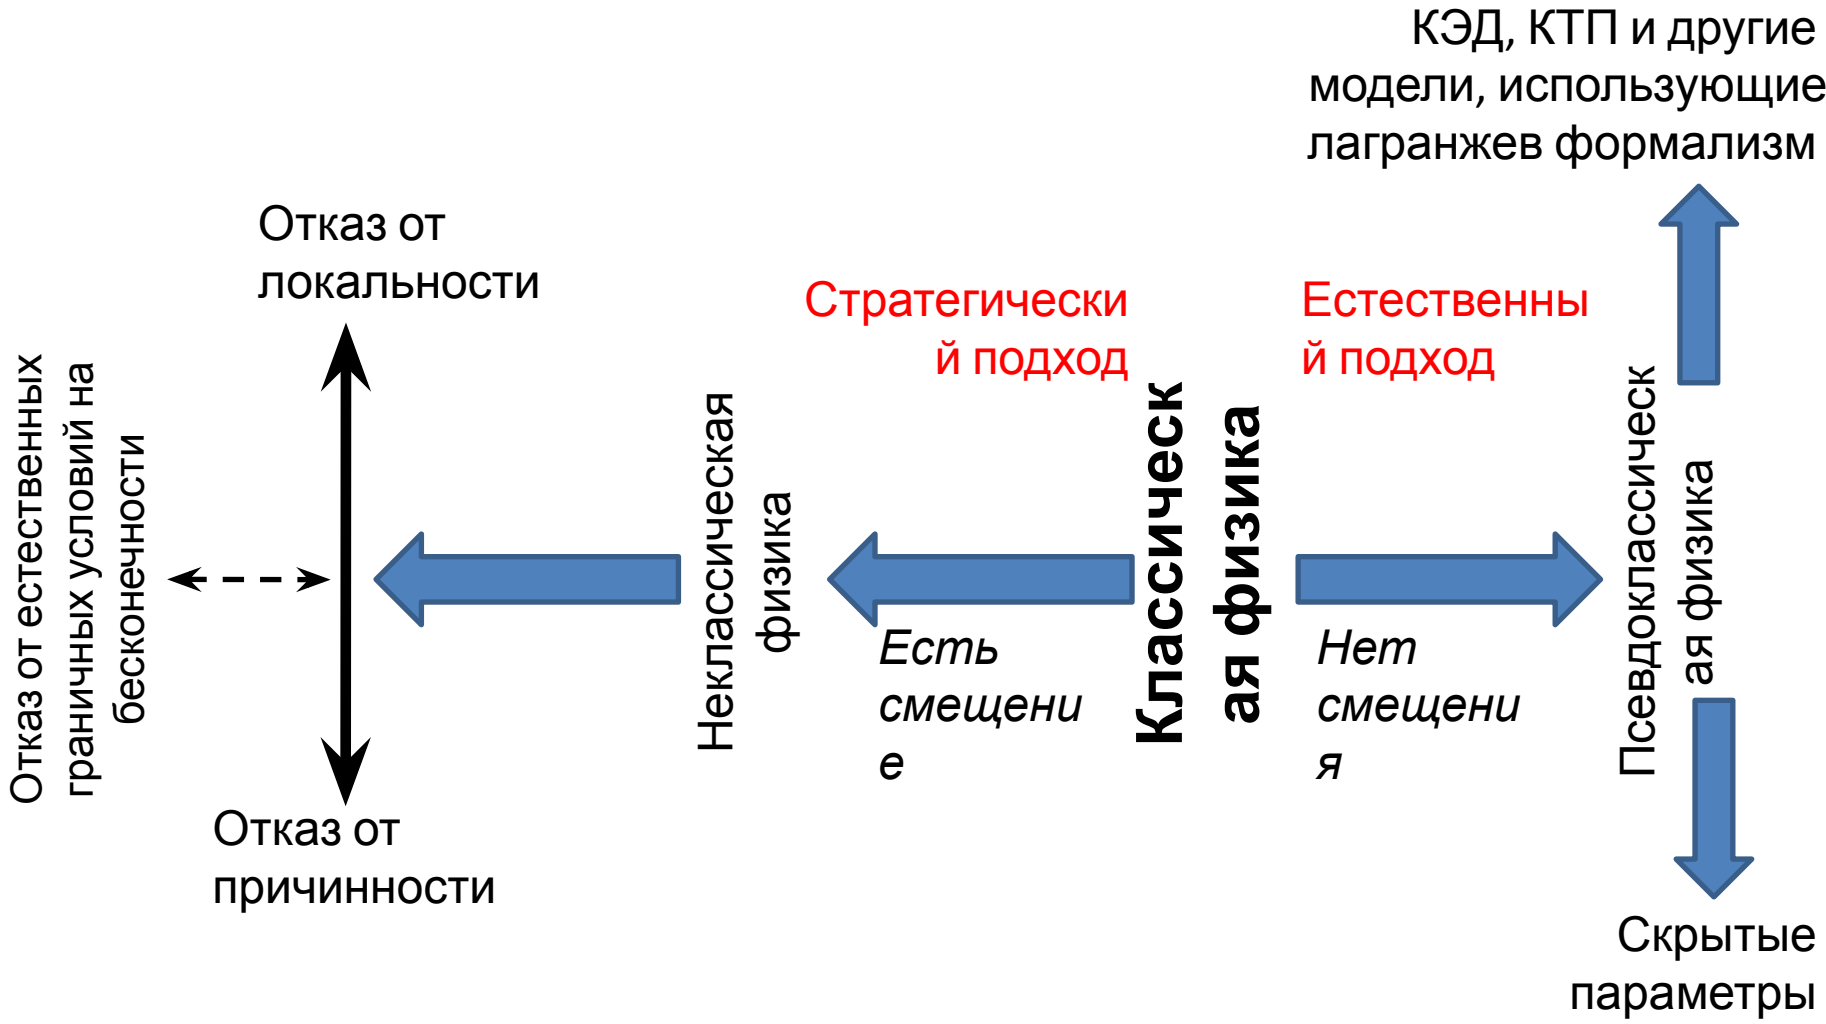 КЭД, КТП и другие
модели, использующие
лагранжев формализм
Отказ от
локальности
Стратегически
й подход
Естественны
й подход
Отказ от естественных
граничных условий на
бесконечности
Неклассическая
физика
Классическ
ая физика
Псевдоклассическ
ая физика
Есть
смещени
е
Нет
смещени
я
Отказ от
причинности
Скрытые
параметры